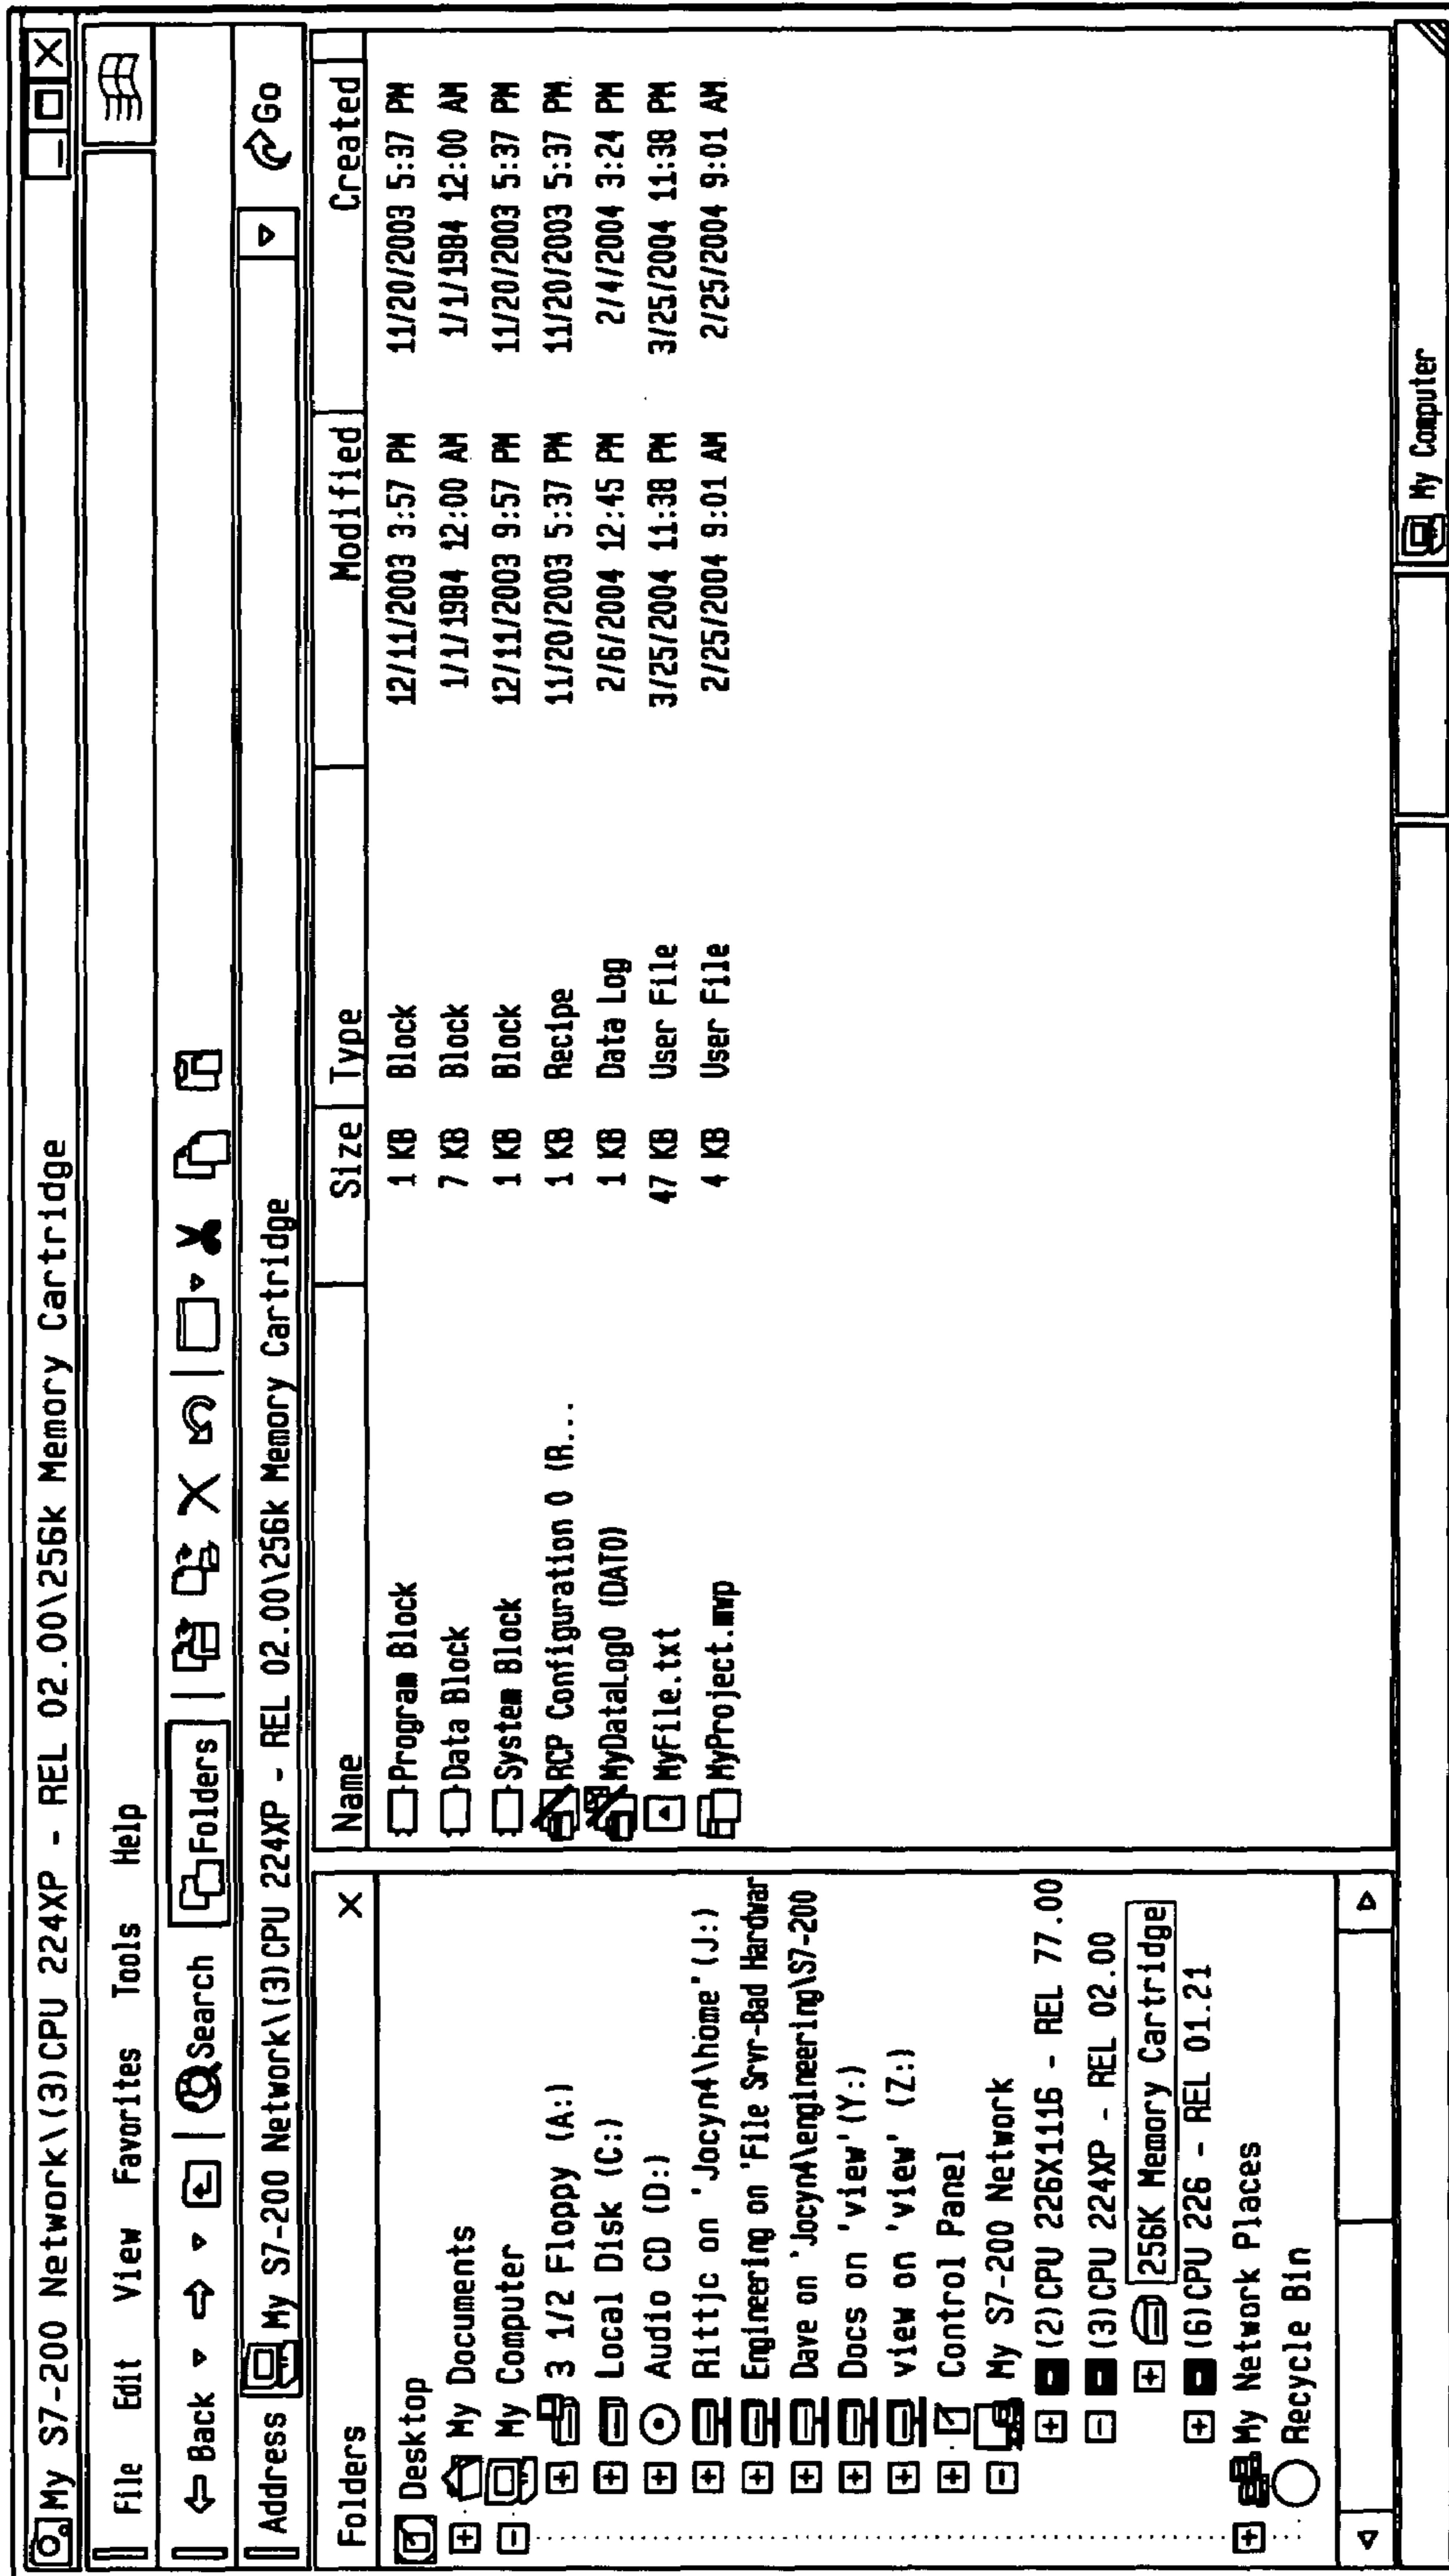 My S7-200 Network\(3)CPU 224XP - REL 02.00\256k Memory Cartridge
File Edit View Favorites Tools Help
Back Search Folders
Address My S7-200 Network\(3)CPU 224XP - REL 02.00\256k Memory Cartridge Go
Folders X
Desktop
My Documents
My Computer
3 1/2 Floppy (A:)
Local Disk (C:)
Audio CD (D:)
Rittjc on 'Jocyn4\home'(J:)
Engineering on 'File Srvr-Bad Hardwar
Dave on 'Jocyn4\engineering\S7-200
Docs on 'view'(Y:)
view on 'view' (Z:)
Control Panel
My S7-200 Network
(2)CPU 226X1116 - REL 77.00
(3)CPU 224XP - REL 02.00
256K Memory Cartridge
(6)CPU 226 - REL 01.21
My Network Places
Recycle Bin
Name Size Type Modified Created
Program Block 1 KB Block 12/11/2003 3:57 PM 11/20/2003 5:37 PM
Data Block 7 KB Block 1/1/1984 12:00 AM 1/1/1984 12:00 AM
System Block 1 KB Block 12/11/2003 9:57 PM 11/20/2003 5:37 PM
RCP Configuration 0 (R... 1 KB Recipe 11/20/2003 5:37 PM 11/20/2003 5:37 PM
MyDataLog0 (DAT0) 1 KB Data Log 2/6/2004 12:45 PM 2/4/2004 3:24 PM
MyFile.txt 47 KB User File 3/25/2004 11:38 PM 3/25/2004 11:38 PM
MyProject.mwp 4 KB User File 2/25/2004 9:01 AM 2/25/2004 9:01 AM
My Computer